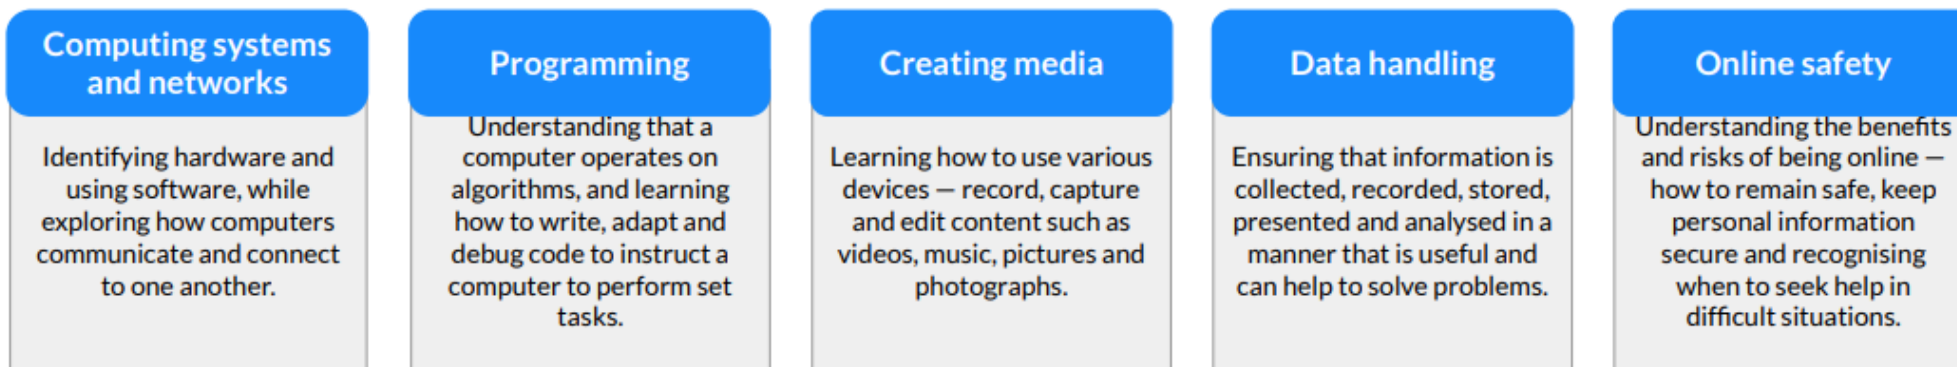 Computing systems
and networks
Identifying hardware and
using software, while
exploring how computers
communicate and connect
to one another.
Programming
Understanding that a
computer operates on
algorithms, and learning
how to write, adapt and
debug code to instruct a
computer to perform set
tasks.
Creating media
Learning how to use various
devices — record, capture
and edit content such as
videos, music, pictures and
photographs.
Data handling
Ensuring that information is
collected, recorded, stored,
presented and analysed in a
manner that is useful and
can help to solve problems.
Online safety
Understanding the benefits
and risks of being online —
how to remain safe, keep
personal information
secure and recognising
when to seek help in
difficult situations.